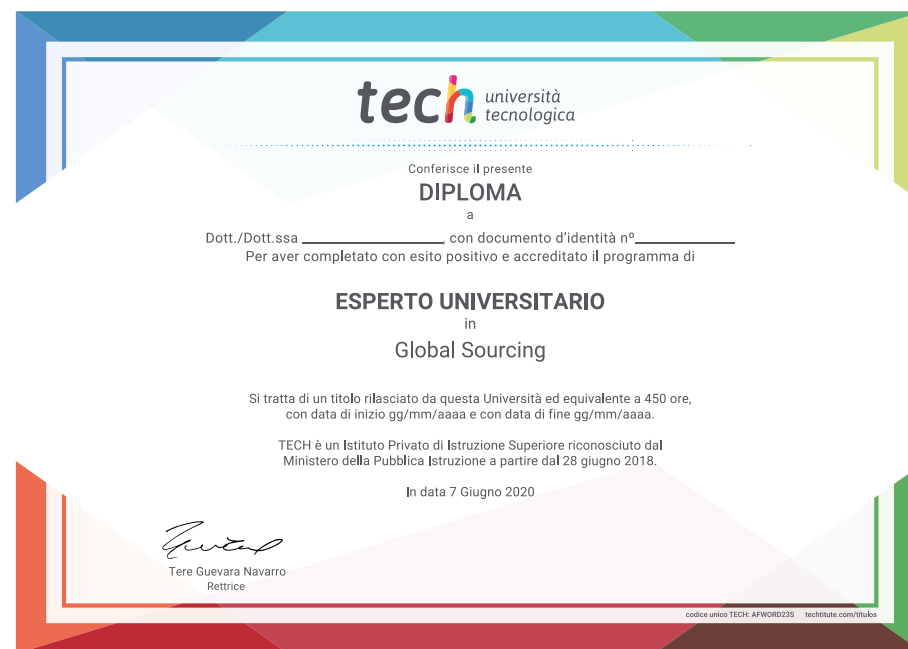 tech università
tecnologica
Conferisce il presente
DIPLOMA
a
Dott./Dott.ssa ____________________, con documento d'identità nº______________
Per aver completato con esito positivo e accreditato il programma di
ESPERTO UNIVERSITARIO
in
Global Sourcing
Si tratta di un titolo rilasciato da questa Università ed equivalente a 450 ore,
con data di inizio gg/mm/aaaa e con data di fine gg/mm/aaaa.
TECH è un Istituto Privato di Istruzione Superiore riconosciuto dal
Ministero della Pubblica Istruzione a partire dal 28 giugno 2018.
In data 7 Giugno 2020
Tere Guevara Navarro
Rettrice
codice unico TECH: AFWORD23S techtitute.com/titulos